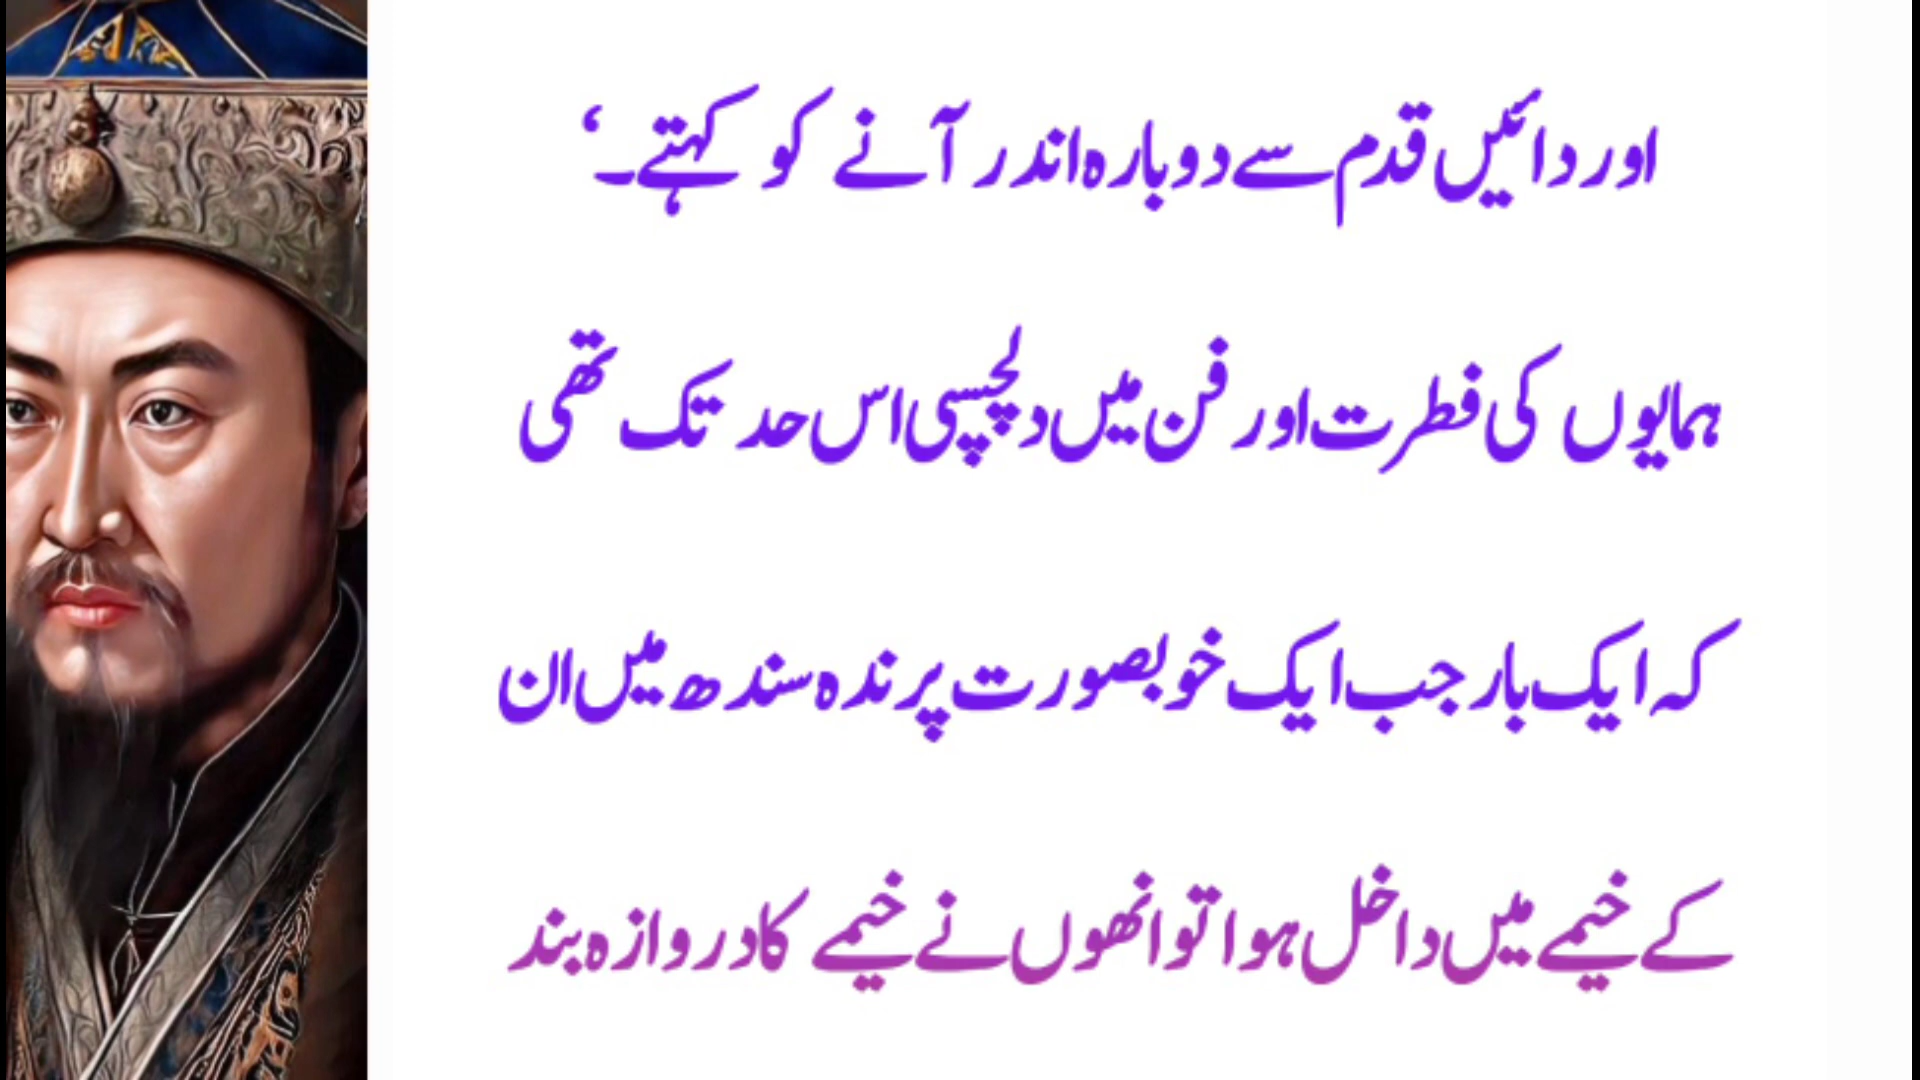 اور دائیں قدم سے دوبارہ اندر آنے کو کہتے۔‘
ہمایوں کی فطرت اور فن میں دلچسپی اس حد تک تھی
کہ ایک بار جب ایک خوبصورت پرندہ سندھ میں ان
کے خیمے میں داخل ہوا تو انھوں نے خیمے کا دروازہ بند